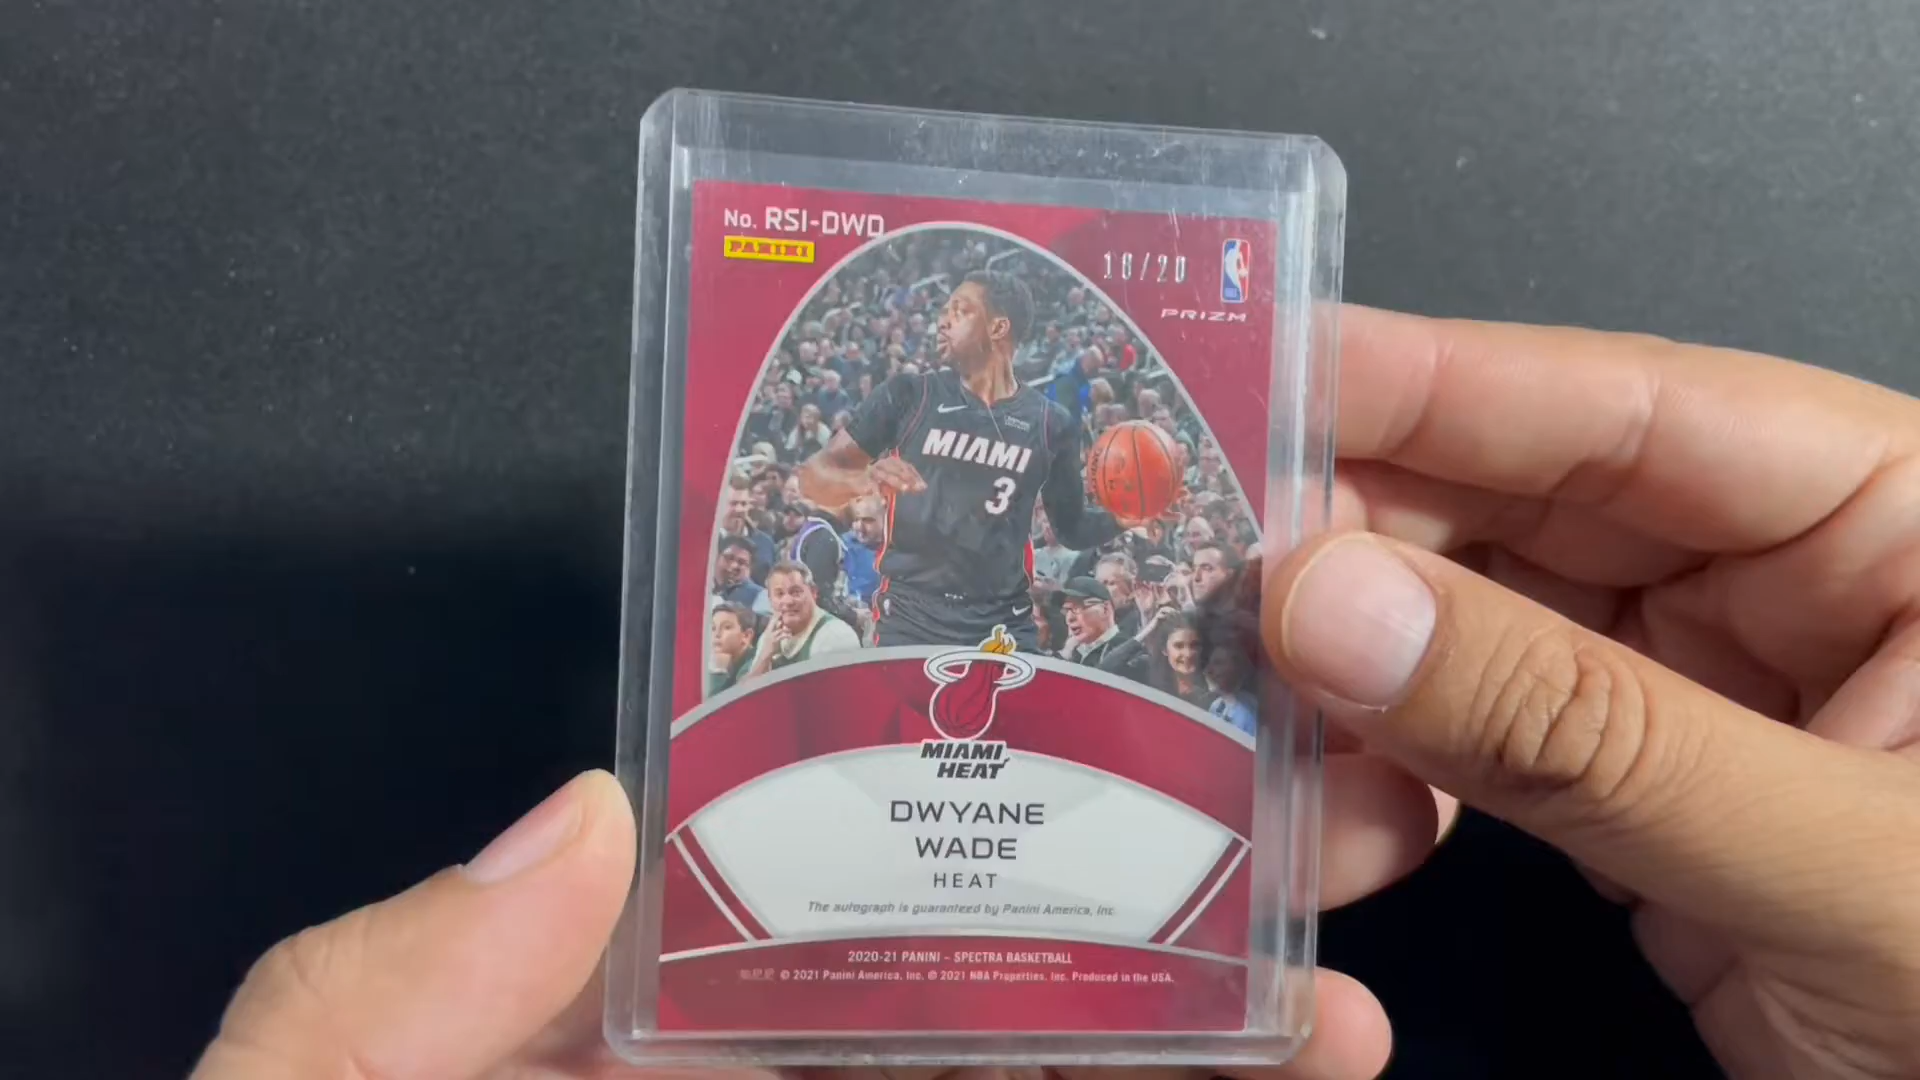 No. RSI-DWD
PANINI
18/20
PRIZM
MIAMI
3
MIAMI
HEAT
DWYANE
WADE
HEAT
The autograph is guaranteed by Panini America, Inc.
2020-21 PANINI - SPECTRA BASKETBALL
© 2021 Panini America, Inc. © 2021 NBA Properties, Inc. Produced in the USA.